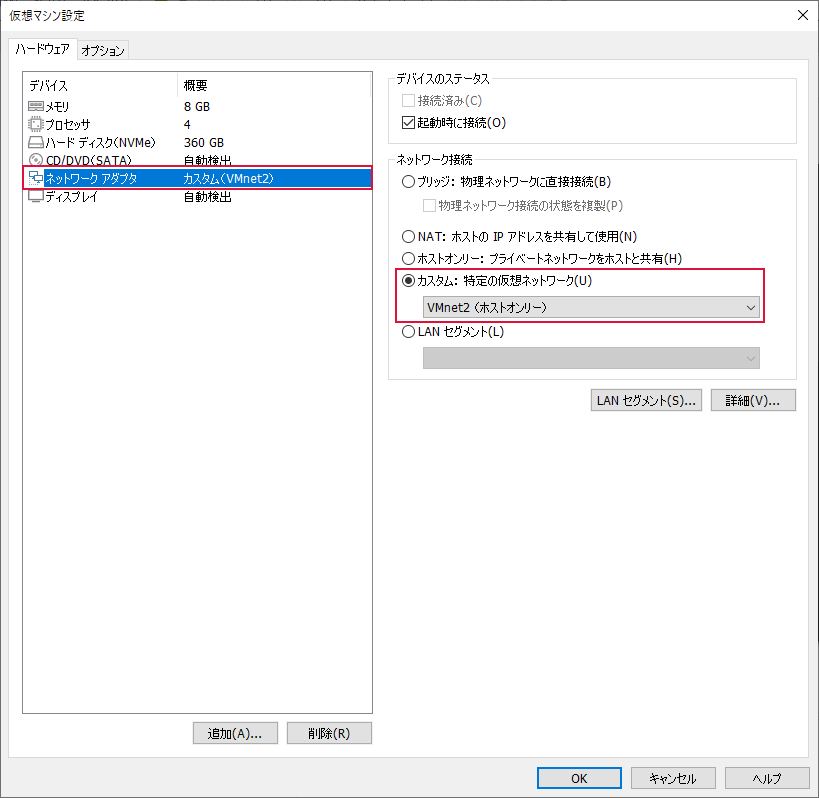 仮想マシン設定
ハードウェア オプション
デバイス 概要
メモリ 8 GB
プロセッサ 4
ハード ディスク(NVMe) 360 GB
CD/DVD(SATA) 自動検出
ネットワーク アダプタ カスタム(VMnet2)
ディスプレイ 自動検出
追加(A)... 削除(R)
デバイスのステータス
接続済み(C)
起動時に接続(O)
ネットワーク接続
ブリッジ: 物理ネットワークに直接接続(B)
物理ネットワーク接続の状態を複製(P)
NAT: ホストの IP アドレスを共有して使用(N)
ホストオンリー: プライベートネットワークをホストと共有(H)
カスタム: 特定の仮想ネットワーク(U)
VMnet2 (ホストオンリー)
LAN セグメント(L)
LAN セグメント(S)... 詳細(V)...
OK キャンセル ヘルプ